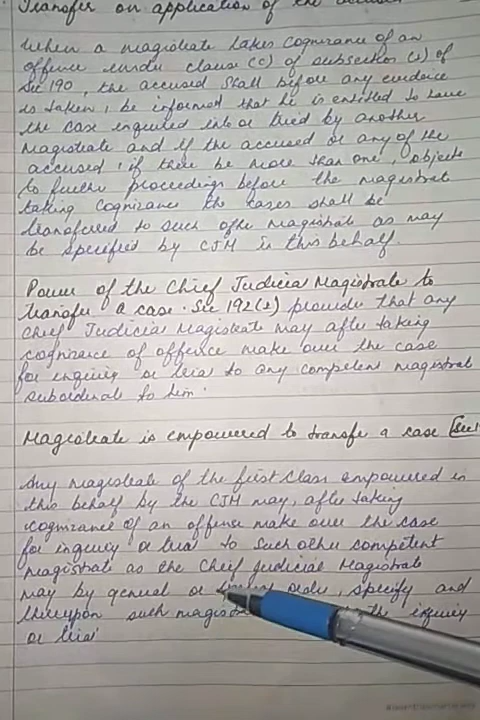 Transfer on application of the accused
When a magistrate takes cognizance of an
offence under clause (c) of subsection (1) of
Sec 190, the accused shall before any evidence
is taken, be informed that he is entitled to have
the case enquired into or tried by another
magistrate and if the accused or any of the
accused, if there be more than one, objects
to further proceedings before the magistrate
taking cognizance the cases shall be
transfered to such other magistrate as may
be specified by CJM in this behalf.
Power of the Chief Judicial Magistrate to
transfer a case. Sec 192(1) provides that any
Chief Judicial Magistrate may after taking
cognizance of offence make over the case
for inquiry or trial to any competent magistrate
subordinate to him.
Magistrate is empowered to transfer a case [Sec
Any magistrate of the first class empowered in
this behalf by the CJM may, after taking
cognizance of an offense make over the case
for inquiry or trial to such other competent
magistrate as the Chief Judicial Magistrate
may by general or order, specify and
thereupon such inquiry
or trial